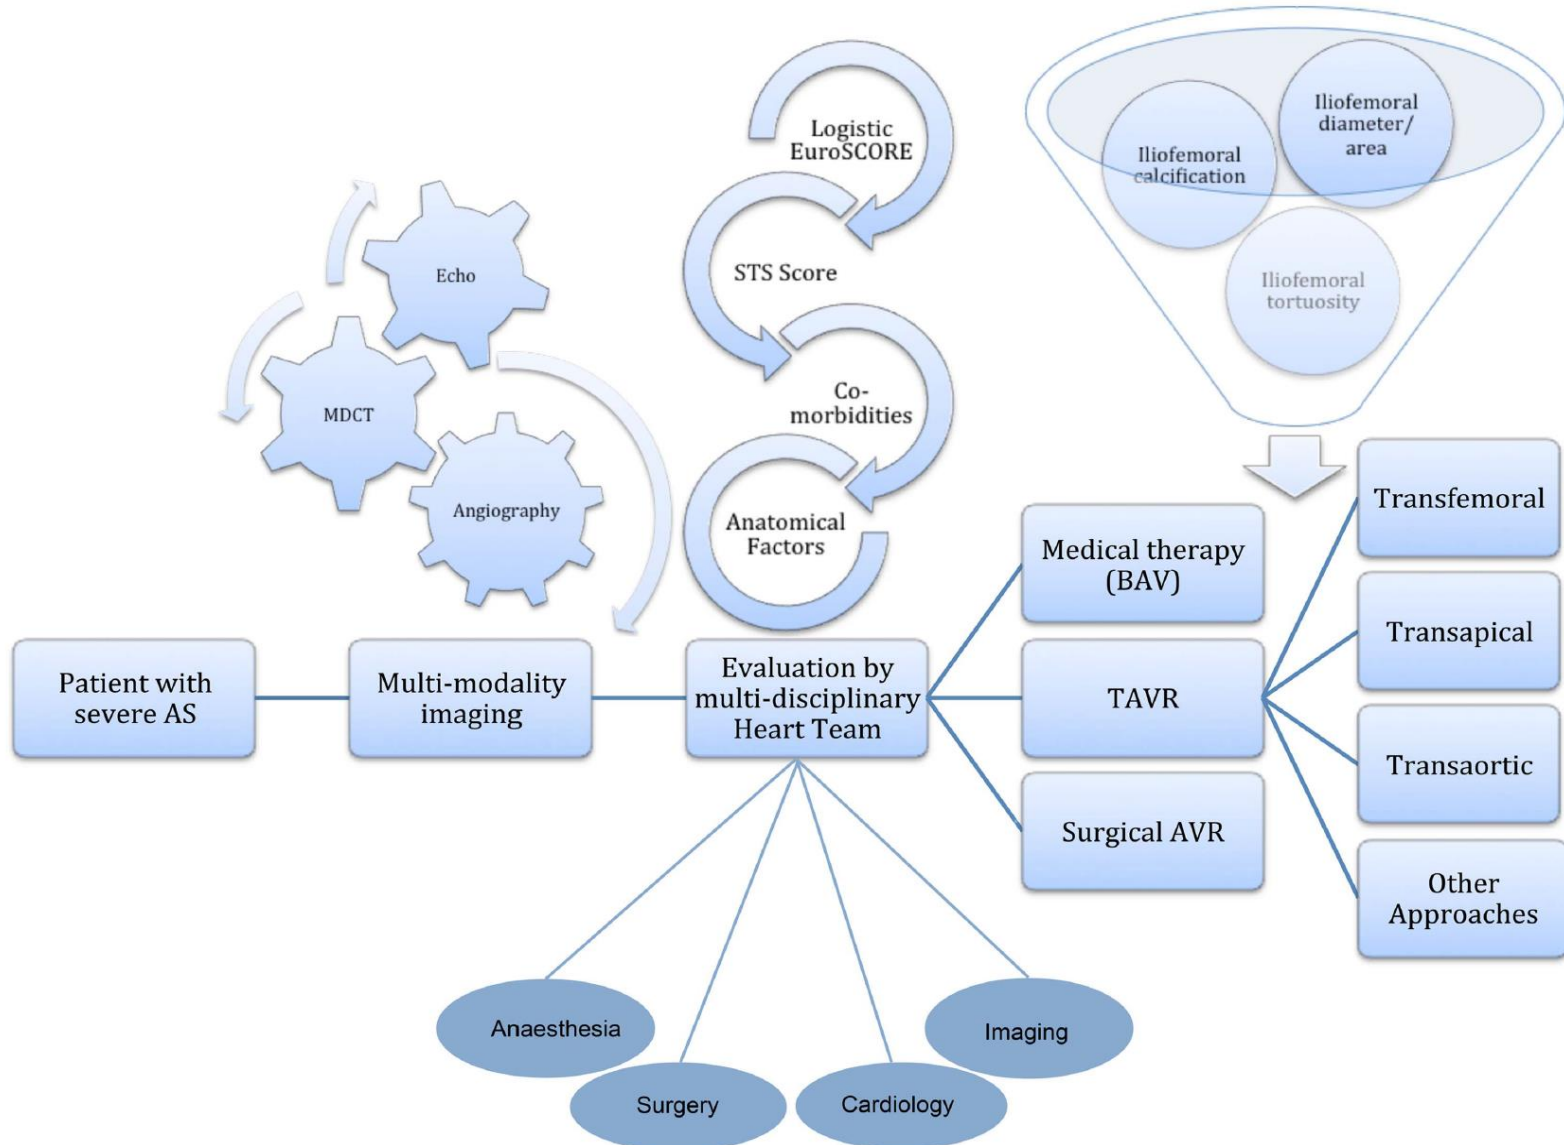 Logistic
EuroSCORE
STS Score
Co-
morbidities
Anatomical
Factors
Iliofemoral
diameter/
area
Iliofemoral
calcification
Iliofemoral
tortuosity
Echo
MDCT
Angiography
Patient with
severe AS
Multi-modality
imaging
Evaluation by
multi-disciplinary
Heart Team
Medical therapy
(BAV)
TAVR
Surgical AVR
Transfemoral
Transapical
Transaortic
Other
Approaches
Anaesthesia
Surgery
Cardiology
Imaging